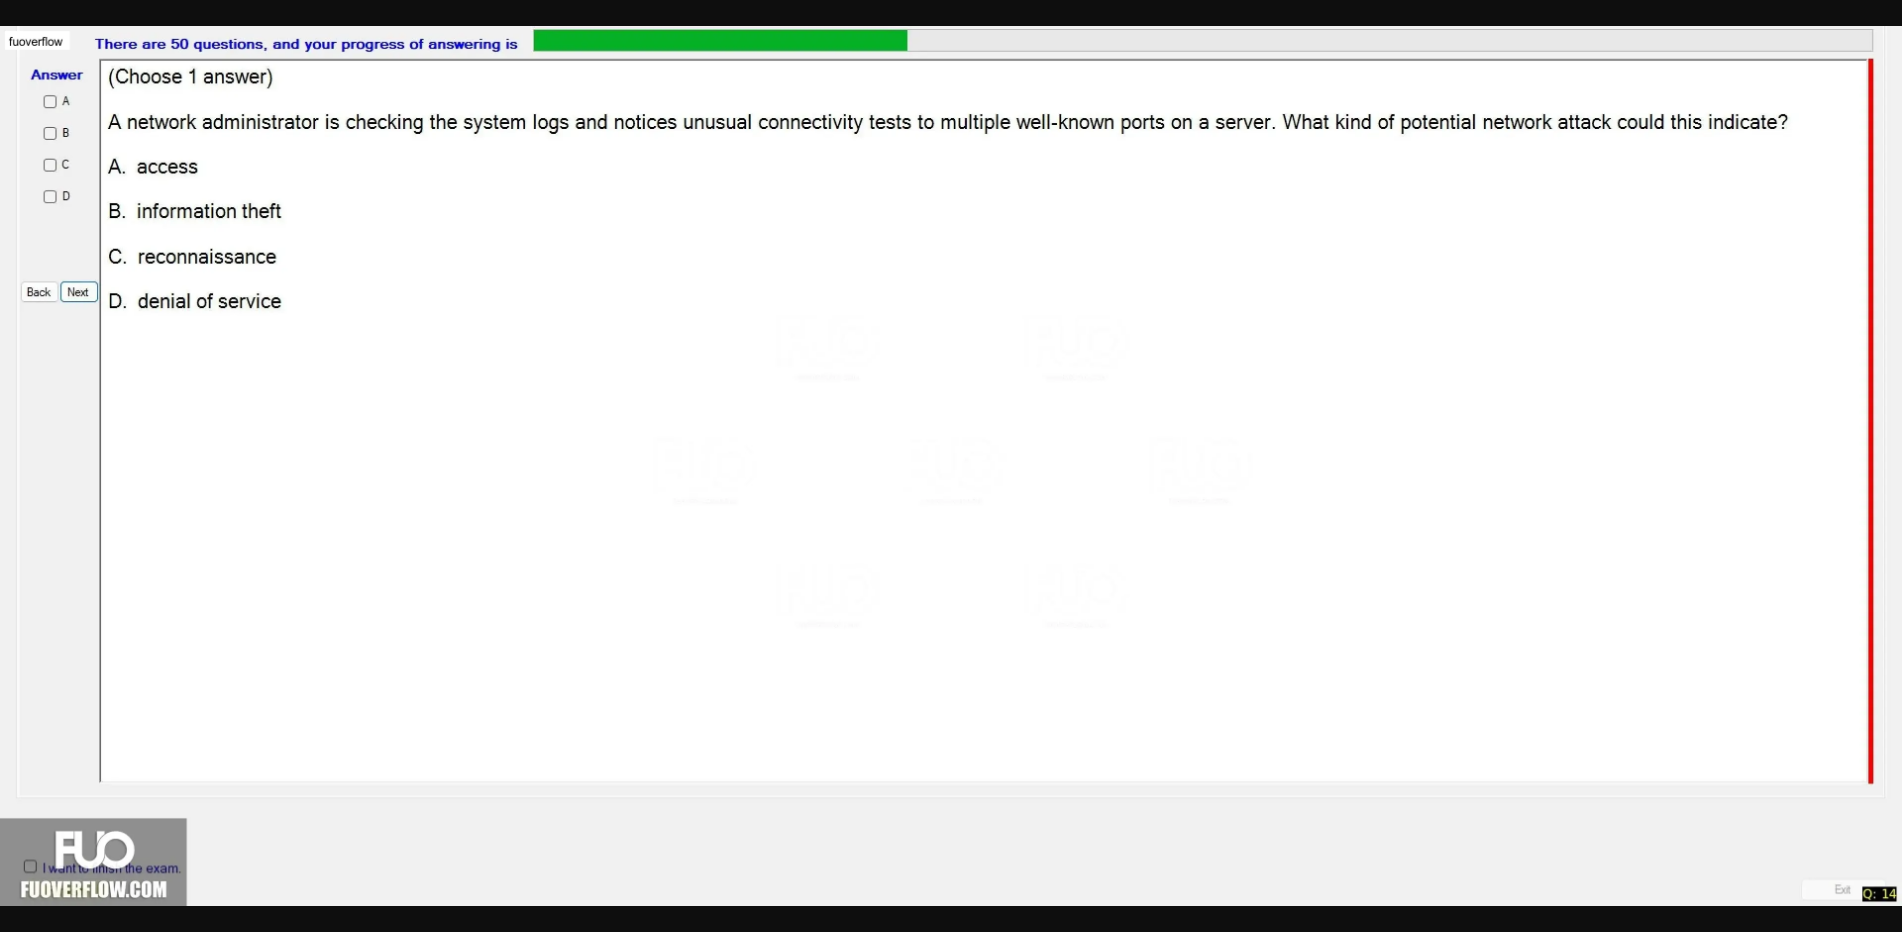 fuoverflow
There are 50 questions, and your progress of answering is
Answer
A
B
C
D
Back
Next
(Choose 1 answer)
A network administrator is checking the system logs and notices unusual connectivity tests to multiple well-known ports on a server. What kind of potential network attack could this indicate?
A. access
B. information theft
C. reconnaissance
D. denial of service
FUO
I want to finish the exam.
FUOVERFLOW.COM
Exit
Q: 14